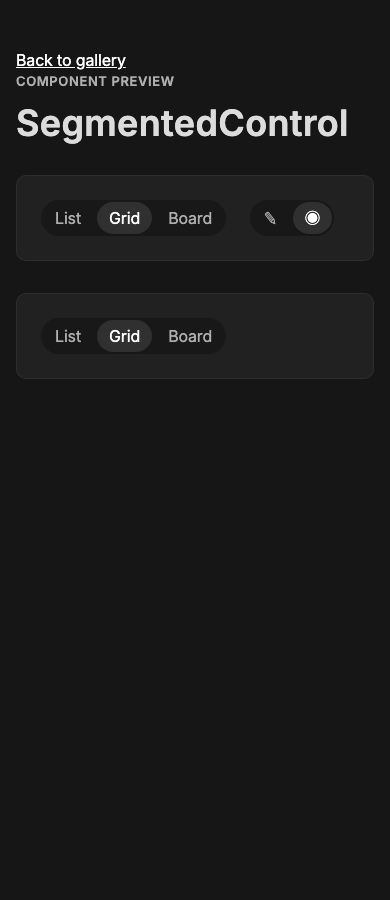 Back to gallery
COMPONENT PREVIEW
SegmentedControl
List Grid Board ✎ ◉
List Grid Board